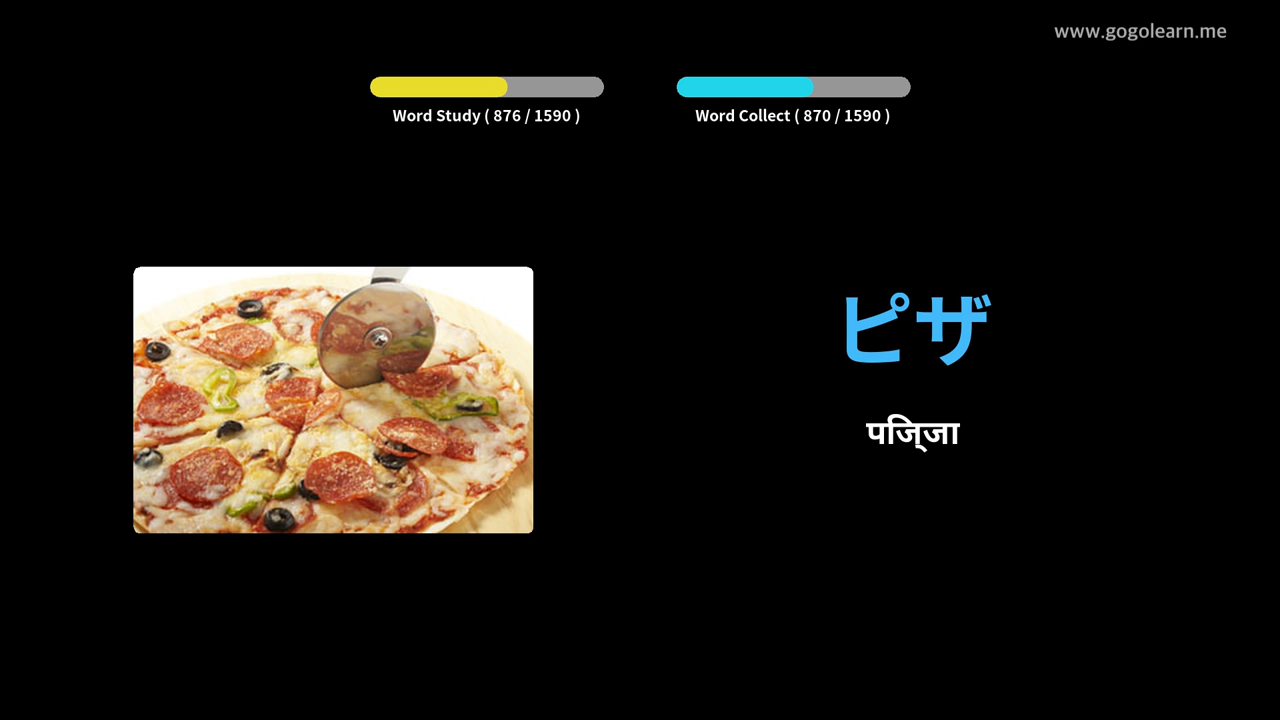 www.gogolearn.me
Word Study ( 876 / 1590 )
Word Collect ( 870 / 1590 )
ピザ
पजि्जा